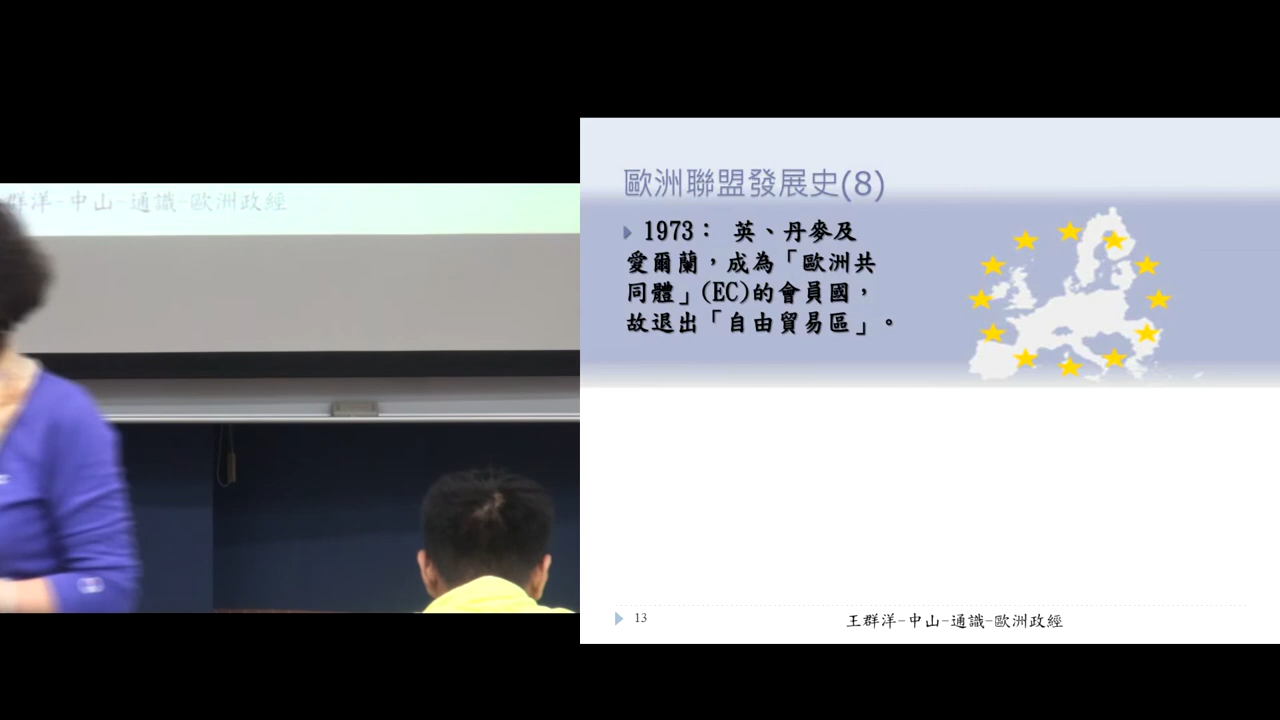 群洋-中山-通識-歐洲政經
歐洲聯盟發展史(8)
1973： 英、丹麥及
愛爾蘭，成為「歐洲共
同體」(EC)的會員國，
故退出「自由貿易區」。
13
王群洋-中山-通識-歐洲政經